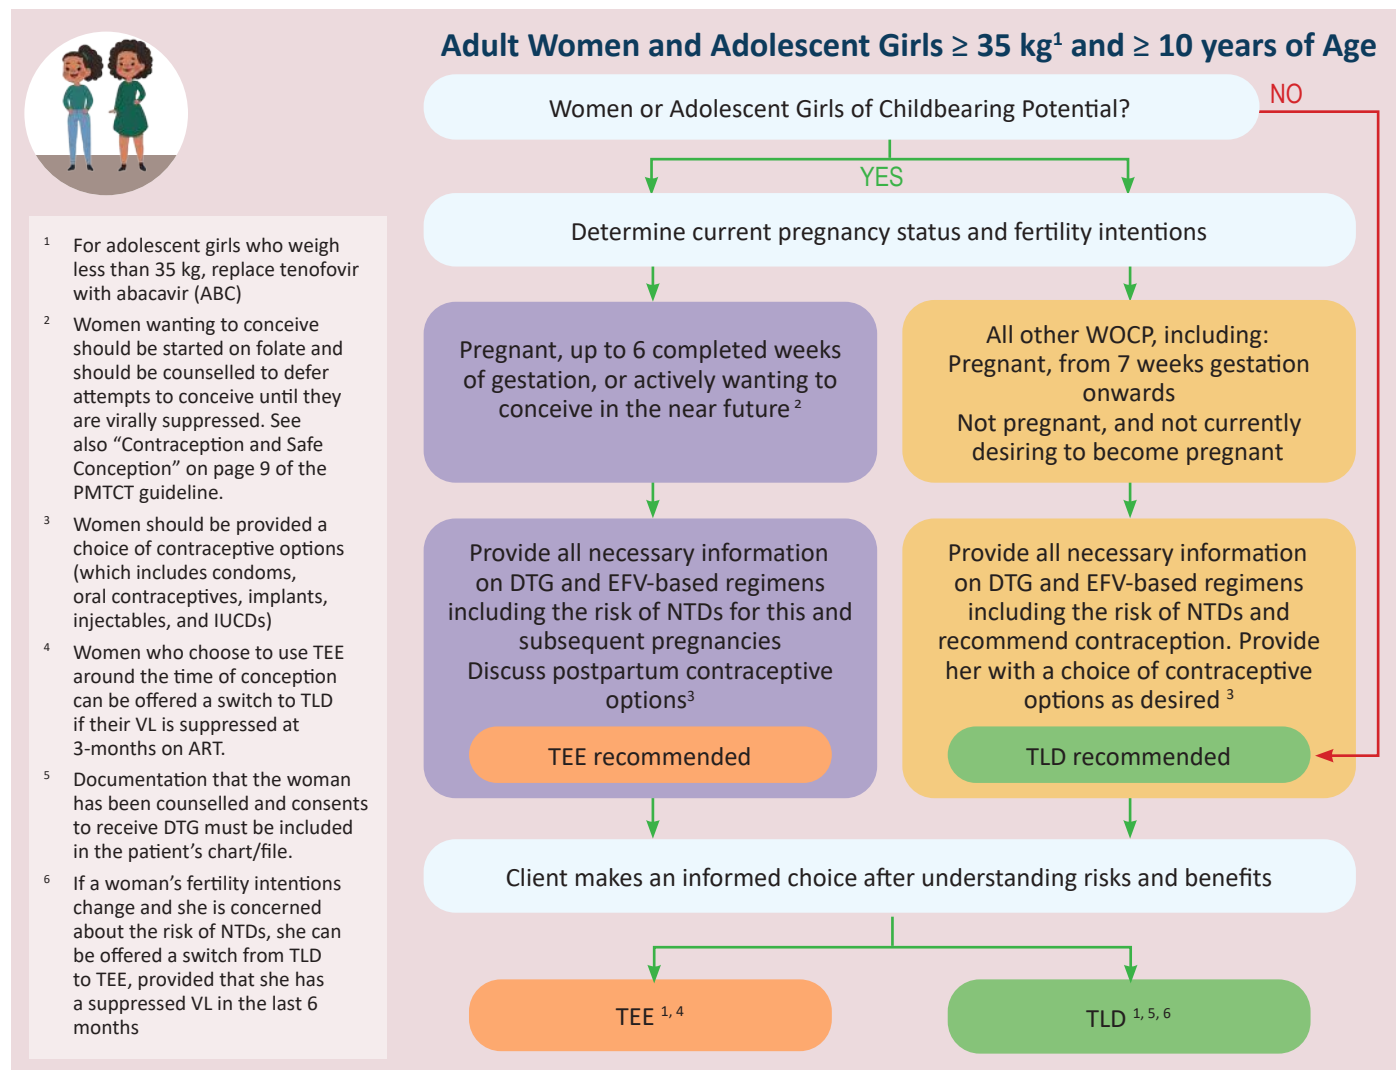 Adult Women and Adolescent Girls ≥ 35 kg¹ and ≥ 10 years of Age
Women or Adolescent Girls of Childbearing Potential?
NO
YES
Determine current pregnancy status and fertility intentions
Pregnant, up to 6 completed weeks
of gestation, or actively wanting to
conceive in the near future ²
All other WOCP, including:
Pregnant, from 7 weeks gestation
onwards
Not pregnant, and not currently
desiring to become pregnant
Provide all necessary information
on DTG and EFV-based regimens
including the risk of NTDs for this and
subsequent pregnancies
Discuss postpartum contraceptive
options³
TEE recommended
Provide all necessary information
on DTG and EFV-based regimens
including the risk of NTDs and
recommend contraception. Provide
her with a choice of contraceptive
options as desired ³
TLD recommended
Client makes an informed choice after understanding risks and benefits
TEE ¹, ⁴
TLD ¹, ⁵, ⁶
¹ For adolescent girls who weigh
less than 35 kg, replace tenofovir
with abacavir (ABC)
² Women wanting to conceive
should be started on folate and
should be counselled to defer
attempts to conceive until they
are virally suppressed. See
also “Contraception and Safe
Conception” on page 9 of the
PMTCT guideline.
³ Women should be provided a
choice of contraceptive options
(which includes condoms,
oral contraceptives, implants,
injectables, and IUCDs)
⁴ Women who choose to use TEE
around the time of conception
can be offered a switch to TLD
if their VL is suppressed at
3-months on ART.
⁵ Documentation that the woman
has been counselled and consents
to receive DTG must be included
in the patient’s chart/file.
⁶ If a woman’s fertility intentions
change and she is concerned
about the risk of NTDs, she can
be offered a switch from TLD
to TEE, provided that she has
a suppressed VL in the last 6
months